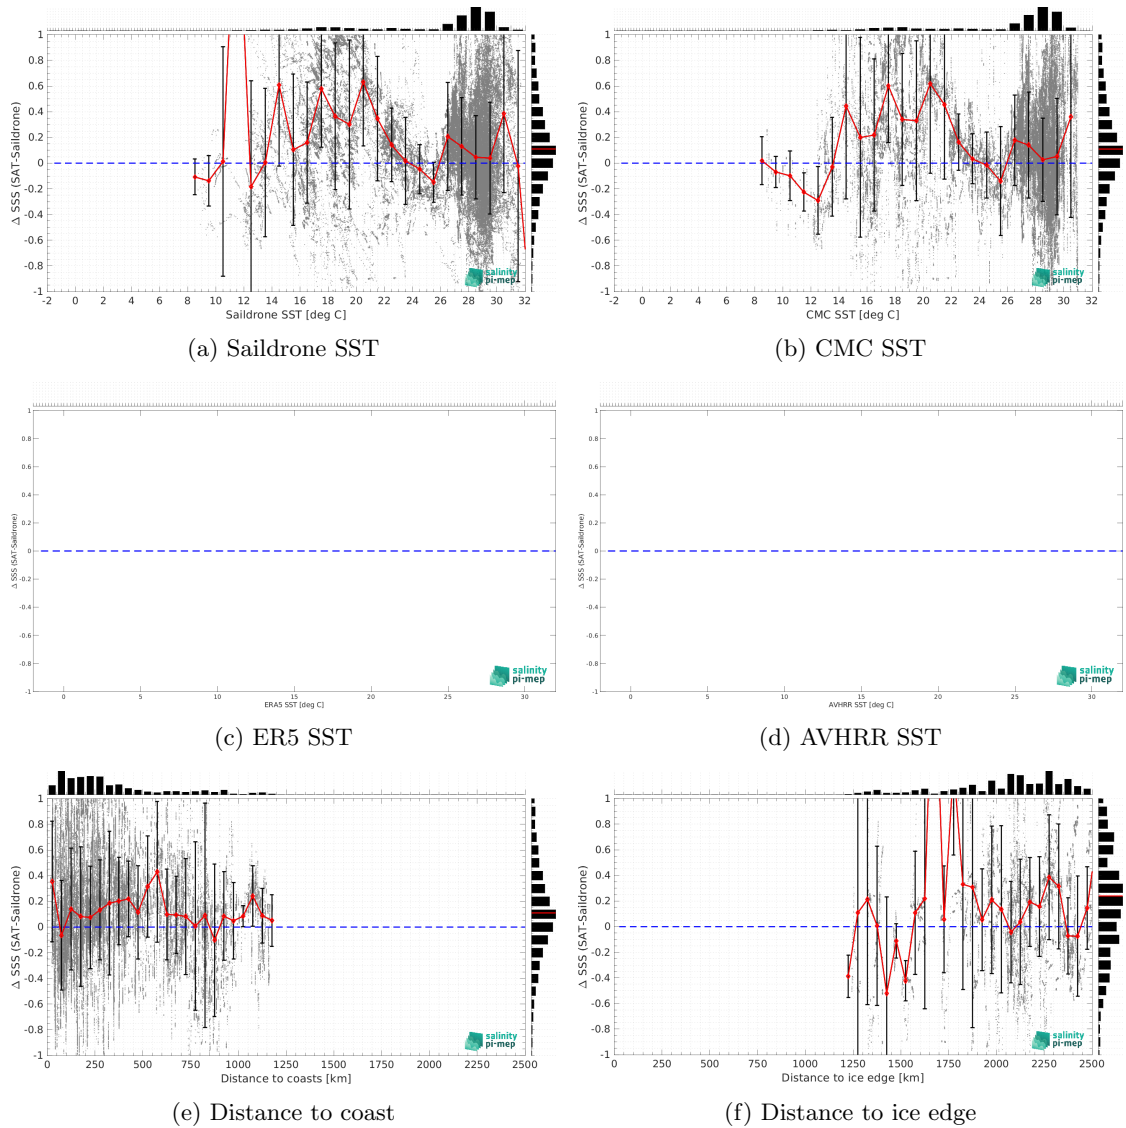 1
0.8
0.6
0.4
0.2
0
-0.2
-0.4
-0.6
-0.8
-1
Δ SSS (SAT-Saildrone)
-2 0 2 4 6 8 10 12 14 16 18 20 22 24 26 28 30 32
Saildrone SST [deg C]
salinity
pi-mep
(a) Saildrone SST
1
0.8
0.6
0.4
0.2
0
-0.2
-0.4
-0.6
-0.8
-1
Δ SSS (SAT-Saildrone)
-2 0 2 4 6 8 10 12 14 16 18 20 22 24 26 28 30 32
CMC SST [deg C]
salinity
pi-mep
(b) CMC SST
1
0.8
0.6
0.4
0.2
0
-0.2
-0.4
-0.6
-0.8
-1
Δ SSS (SAT-Saildrone)
0 5 10 15 20 25 30
ERA5 SST [deg C]
salinity
pi-mep
(c) ER5 SST
1
0.8
0.6
0.4
0.2
0
-0.2
-0.4
-0.6
-0.8
-1
Δ SSS (SAT-Saildrone)
0 5 10 15 20 25 30
AVHRR SST [deg C]
salinity
pi-mep
(d) AVHRR SST
1
0.8
0.6
0.4
0.2
0
-0.2
-0.4
-0.6
-0.8
-1
Δ SSS (SAT-Saildrone)
0 250 500 750 1000 1250 1500 1750 2000 2250 2500
Distance to coasts [km]
salinity
pi-mep
(e) Distance to coast
1
0.8
0.6
0.4
0.2
0
-0.2
-0.4
-0.6
-0.8
-1
Δ SSS (SAT-Saildrone)
0 250 500 750 1000 1250 1500 1750 2000 2250 2500
Distance to ice edge [km]
salinity
pi-mep
(f) Distance to ice edge